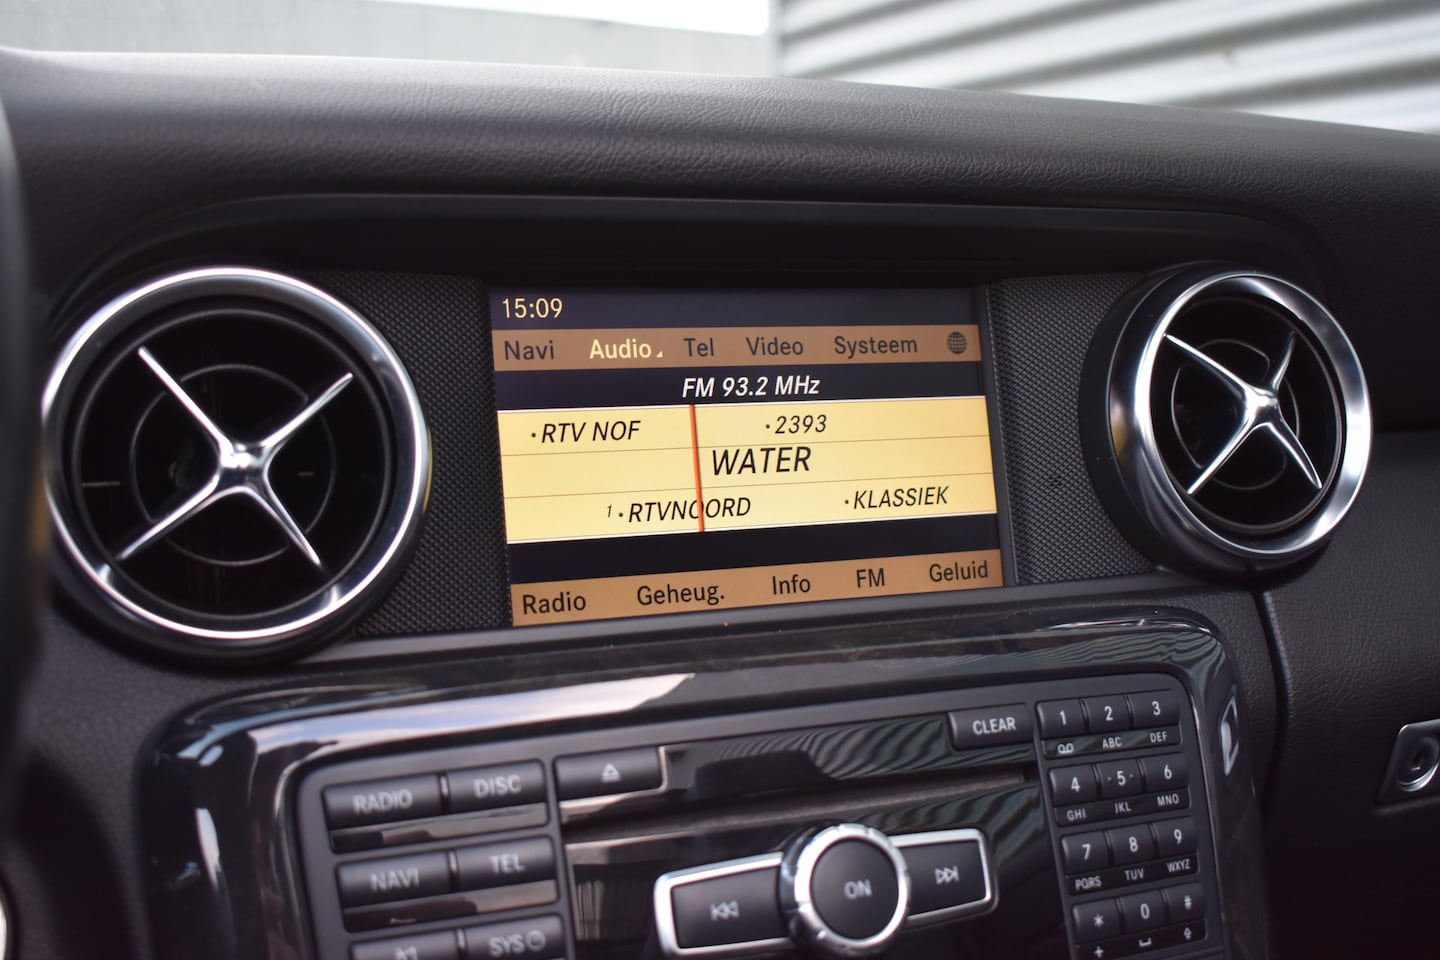 15:09
Navi Audio Tel Video Systeem
FM 93.2 MHz
·RTV NOF ·2393
WATER
1·RTVNOORD ·KLASSIEK
Radio Geheug. Info FM Geluid
CLEAR
1 2 3
ABC DEF
RADIO DISC
4 ·5· 6
GHI JKL MNO
NAVI TEL
7 8 9
PQRS TUV WXYZ
ON
* 0 #
+
SYS